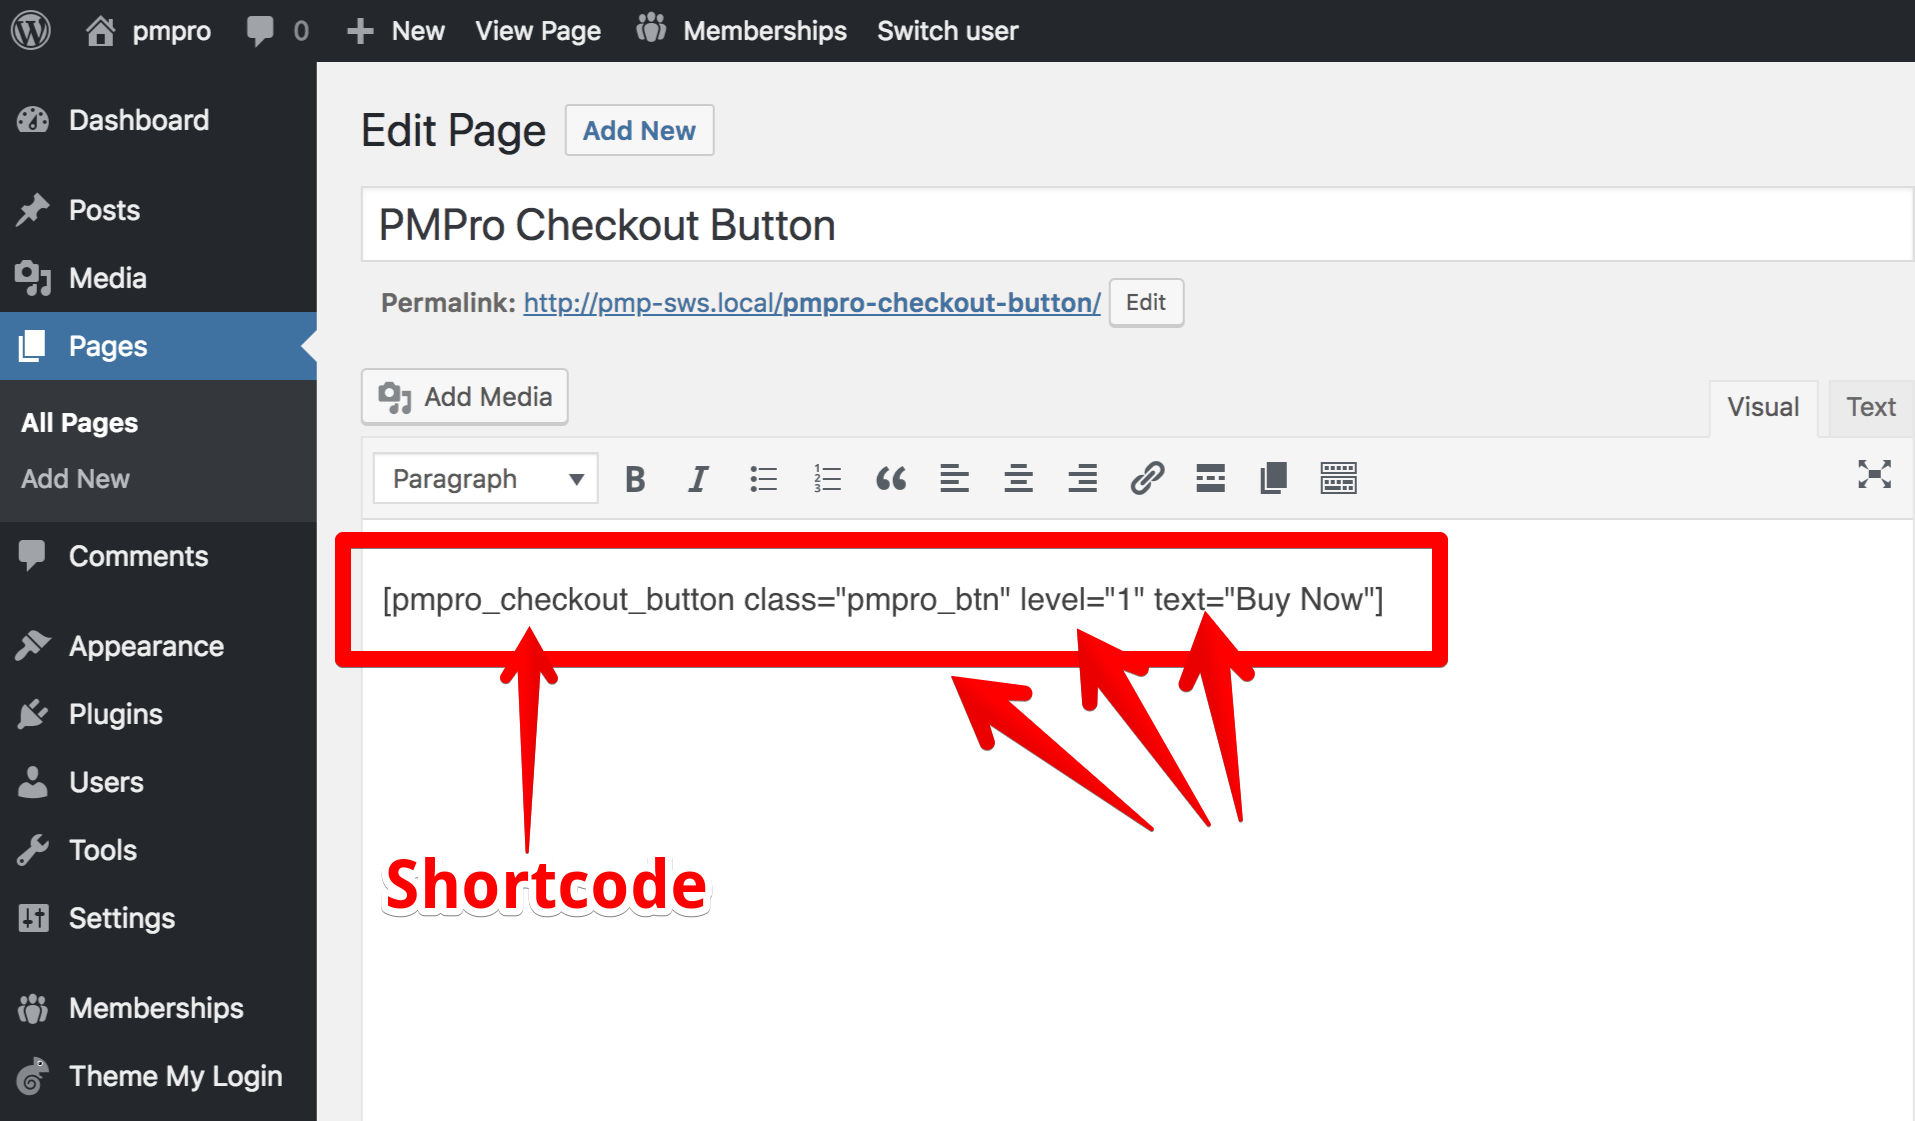 pmpro 0 New View Page Memberships Switch user
Dashboard
Posts
Media
Pages
All Pages
Add New
Comments
Appearance
Plugins
Users
Tools
Settings
Memberships
Theme My Login
Edit Page Add New
PMPro Checkout Button
Permalink: http://pmp-sws.local/pmpro-checkout-button/ Edit
Add Media
Visual Text
Paragraph
[pmpro_checkout_button class="pmpro_btn" level="1" text="Buy Now"]
Shortcode